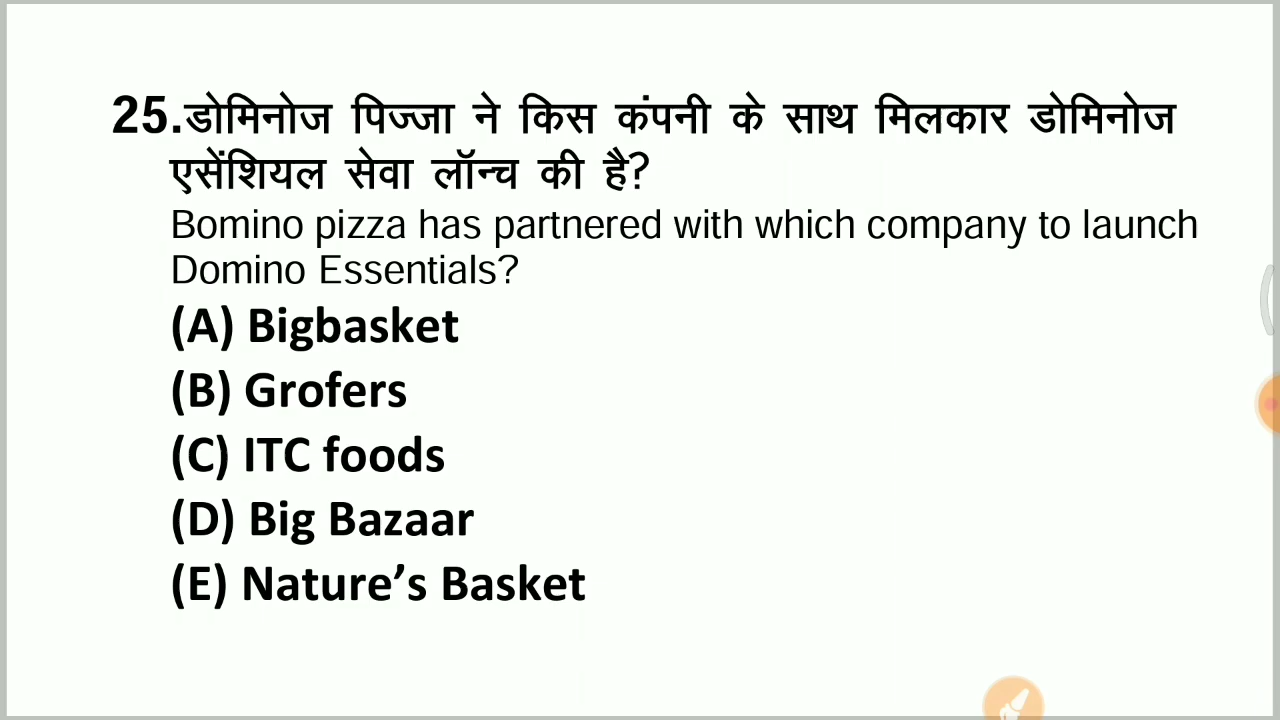 25.डोमिनोज पिज्जा ने किस कंपनी के साथ मिलकार डोमिनोज
एसेंशियल सेवा लॉन्च की है?
Bomino pizza has partnered with which company to launch
Domino Essentials?
(A) Bigbasket
(B) Grofers
(C) ITC foods
(D) Big Bazaar
(E) Nature’s Basket